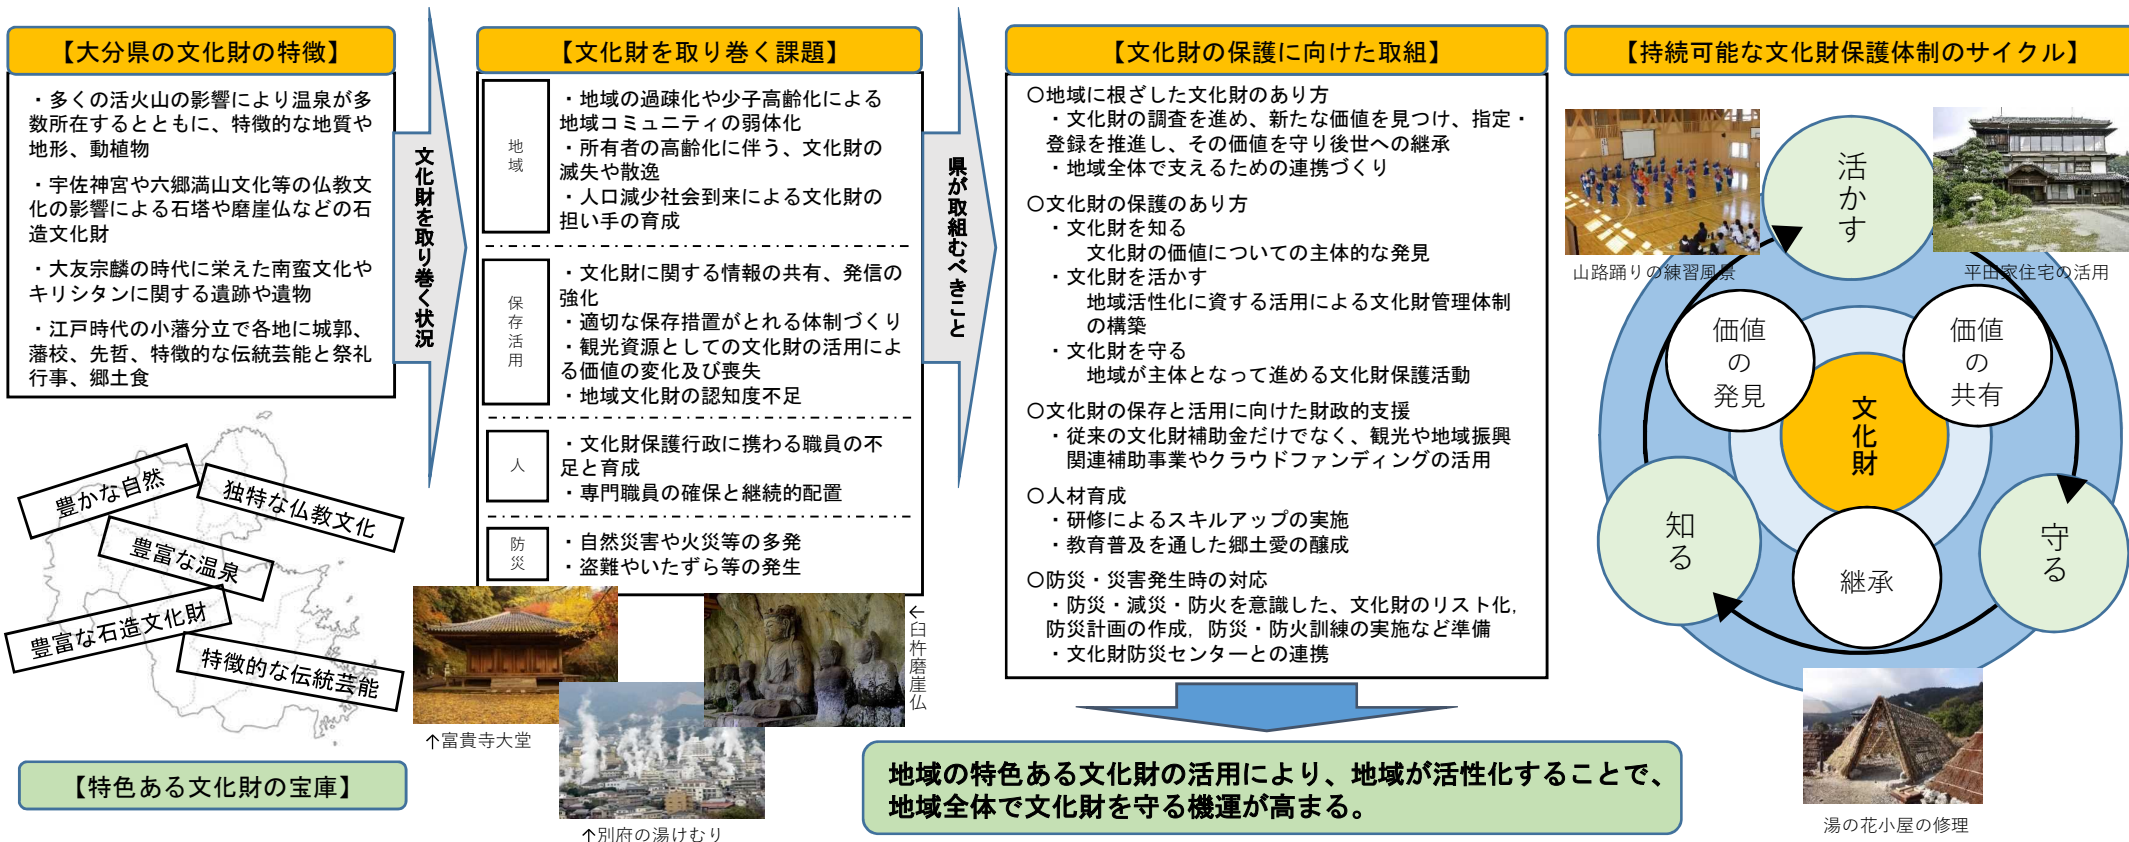 【大分県の文化財の特徴】
・多くの活火山の影響により温泉が多
数所在するとともに、特徴的な地質や
地形、動植物
・宇佐神宮や六郷満山文化等の仏教文
化の影響による石塔や磨崖仏などの石
造文化財
・大友宗麟の時代に栄えた南蛮文化や
キリシタンに関する遺跡や遺物
・江戸時代の小藩分立で各地に城郭、
藩校、先哲、特徴的な伝統芸能と祭礼
行事、郷土食
豊かな自然
独特な仏教文化
豊富な温泉
豊富な石造文化財
特徴的な伝統芸能
【特色ある文化財の宝庫】
文化財を取り巻く状況
【文化財を取り巻く課題】
地域
・地域の過疎化や少子高齢化による
地域コミュニティの弱体化
・所有者の高齢化に伴う、文化財の
滅失や散逸
・人口減少社会到来による文化財の
担い手の育成
保存活用
・文化財に関する情報の共有、発信の
強化
・適切な保存措置がとれる体制づくり
・観光資源としての文化財の活用によ
る価値の変化及び喪失
・地域文化財の認知度不足
人
・文化財保護行政に携わる職員の不
足と育成
・専門職員の確保と継続的配置
防災
・自然災害や火災等の多発
・盗難やいたずら等の発生
↑富貴寺大堂
←臼杵磨崖仏
↑別府の湯けむり
県が取組むべきこと
【文化財の保護に向けた取組】
○地域に根ざした文化財のあり方
・文化財の調査を進め、新たな価値を見つけ、指定・
登録を推進し、その価値を守り後世への継承
・地域全体で支えるための連携づくり
○文化財の保護のあり方
・文化財を知る
文化財の価値についての主体的な発見
・文化財を活かす
地域活性化に資する活用による文化財管理体制
の構築
・文化財を守る
地域が主体となって進める文化財保護活動
○文化財の保存と活用に向けた財政的支援
・従来の文化財補助金だけでなく、観光や地域振興
関連補助事業やクラウドファンディングの活用
○人材育成
・研修によるスキルアップの実施
・教育普及を通した郷土愛の醸成
○防災・災害発生時の対応
・防災・減災・防火を意識した、文化財のリスト化,
防災計画の作成, 防災・防火訓練の実施など準備
・文化財防災センターとの連携
地域の特色ある文化財の活用により、地域が活性化することで、
地域全体で文化財を守る機運が高まる。
【持続可能な文化財保護体制のサイクル】
山路踊りの練習風景
平田家住宅の活用
活かす
価値
の
発見
価値
の
共有
文化財
知る
守る
継承
湯の花小屋の修理